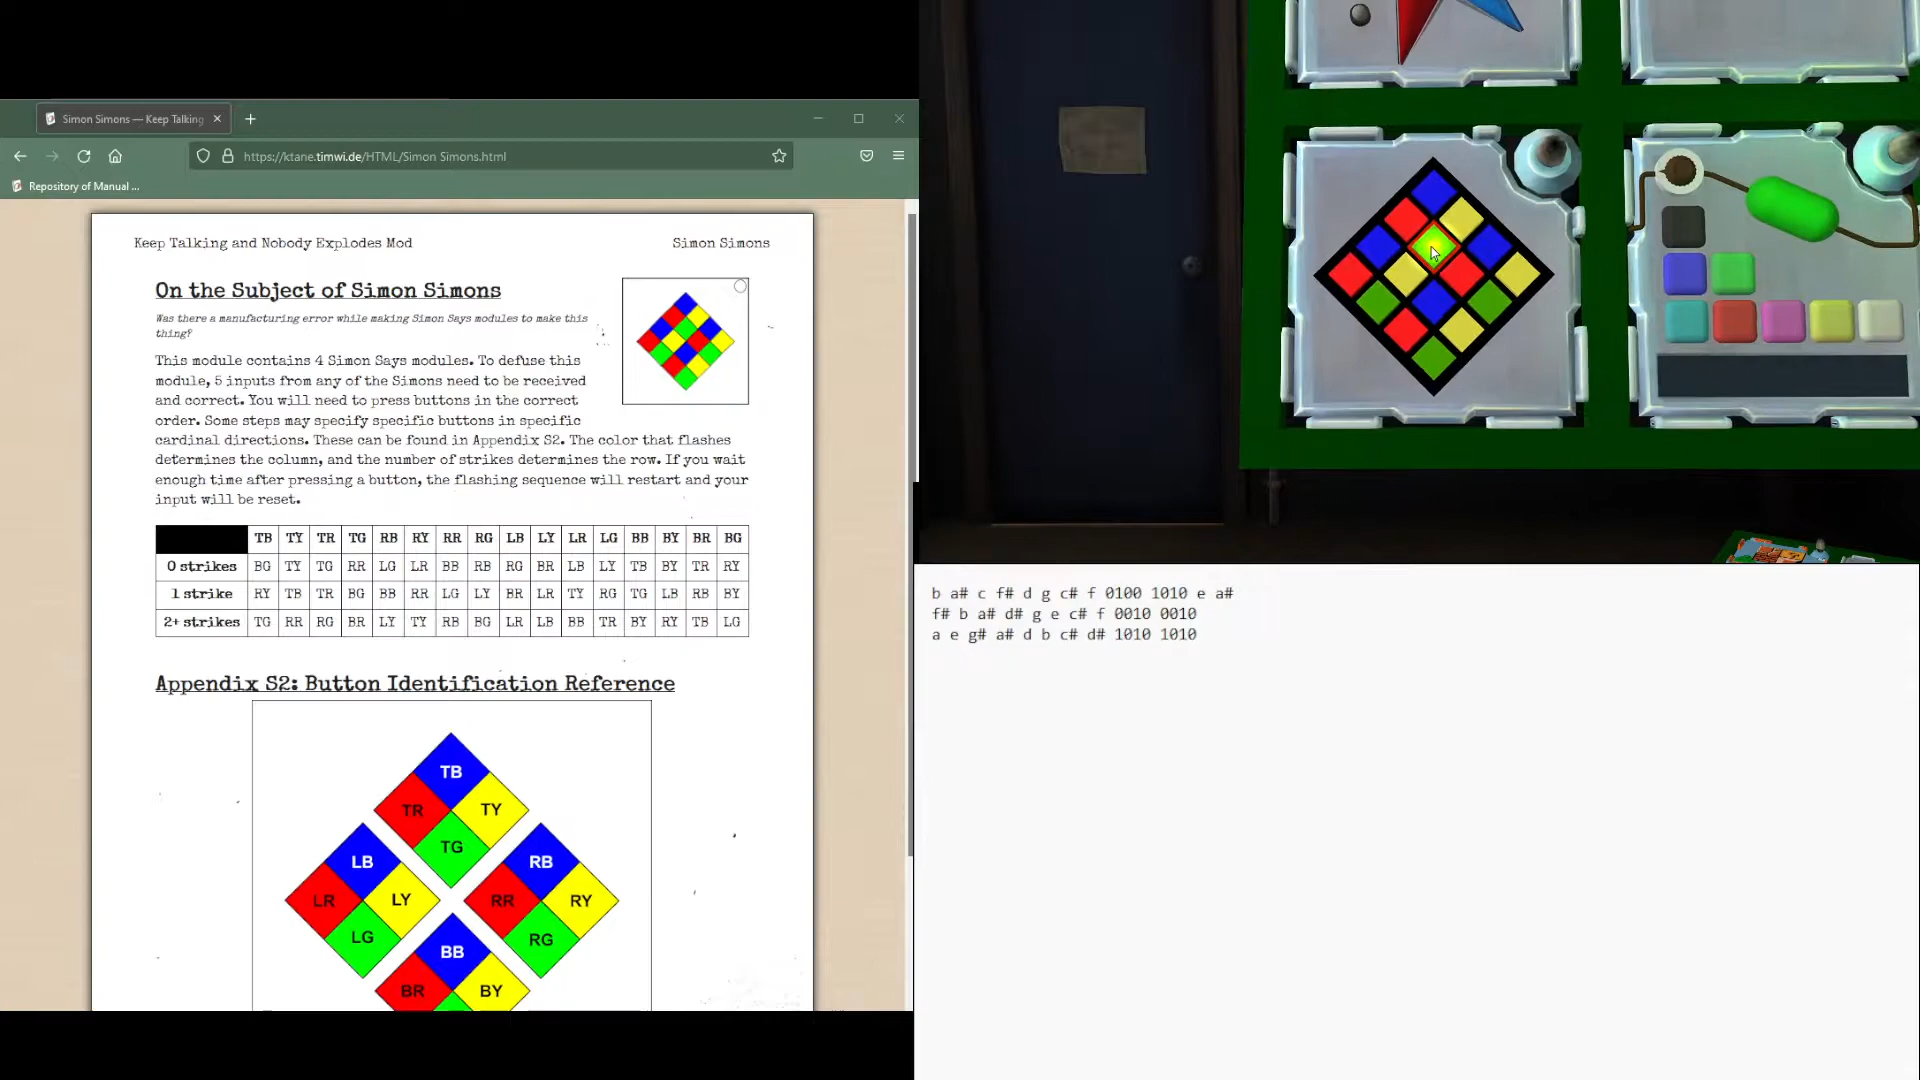 Simon Simons — Keep Talking
https://ktane.timwi.de/HTML/Simon Simons.html
Repository of Manual ...
Keep Talking and Nobody Explodes Mod
Simon Simons
On the Subject of Simon Simons
Was there a manufacturing error while making Simon Says modules to make this
thing?
This module contains 4 Simon Says modules. To defuse this
module, 5 inputs from any of the Simons need to be received
and correct. You will need to press buttons in the correct
order. Some steps may specify specific buttons in specific
cardinal directions. These can be found in Appendix S2. The color that flashes
determines the column, and the number of strikes determines the row. If you wait
enough time after pressing a button, the flashing sequence will restart and your
input will be reset.
TB TY TR TG RB RY RR RG LB LY LR LG BB BY BR BG
0 strikes BG TY TG RR LG LR BB RB RG BR LB LY TB BY TR RY
1 strike RY TB TR BG BB RR LG LY BR LR TY RG TG LB RB BY
2+ strikes TG RR RG BR LY TY RB BG LR LB BB TR BY RY TB LG
Appendix S2: Button Identification Reference
TB
TR TY
TG
LB RB
LR LY RR RY
LG RG
BB
BR BY
b a# c f# d g c# f 0100 1010 e a#
f# b a# d# g e c# f 0010 0010
a e g# a# d b c# d# 1010 1010